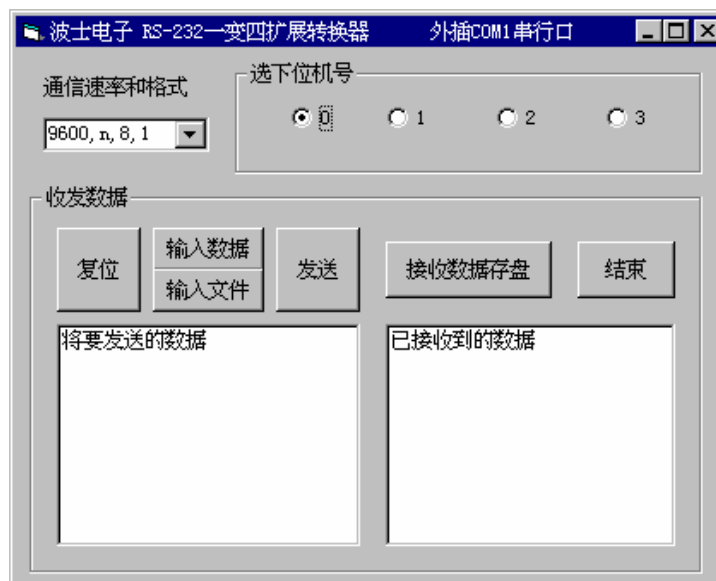 波士电子 RS-232一变四扩展转换器 外插COM1串行口
通信速率和格式
9600,n,8,1
选下位机号
0 1 2 3
收发数据
复位
输入数据
输入文件
发送
接收数据存盘
结束
将要发送的数据
已接收到的数据